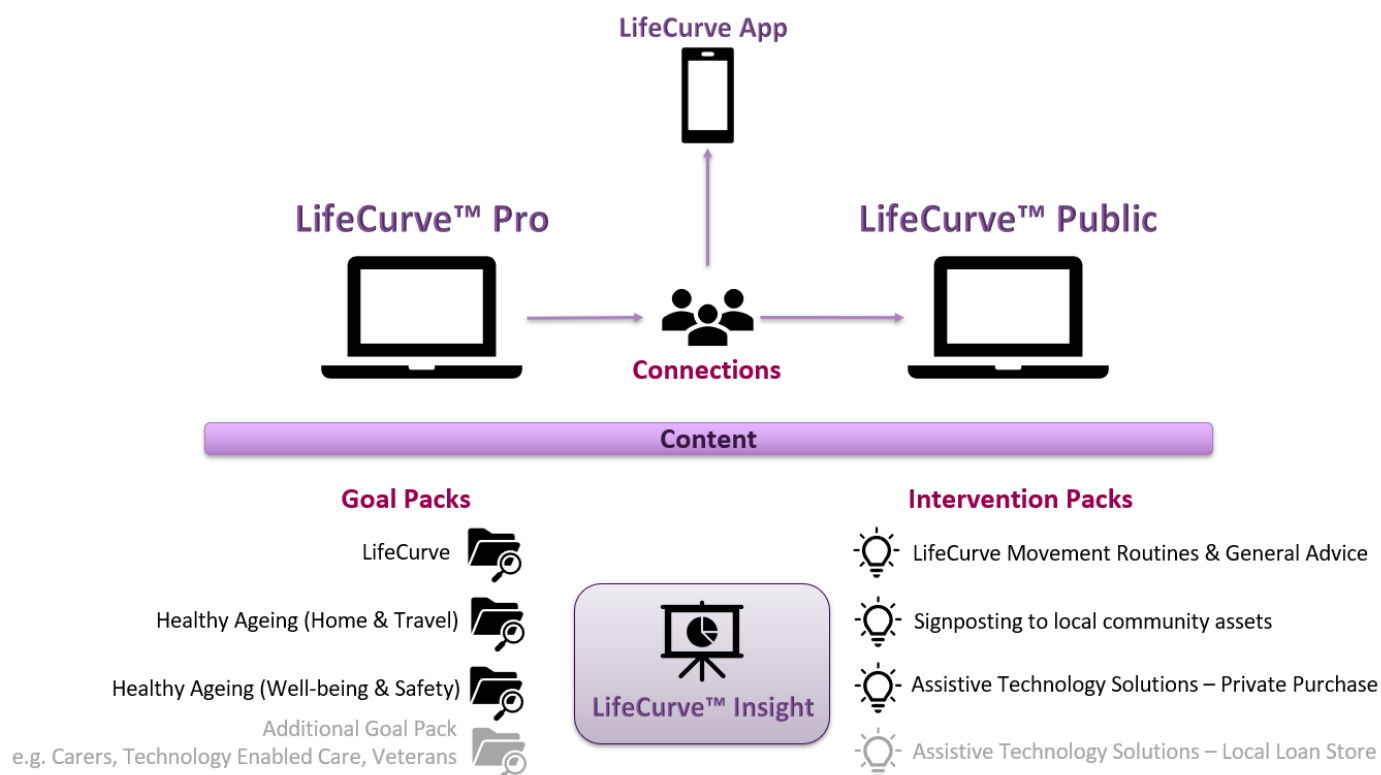 LifeCurve App
LifeCurve™ Pro
LifeCurve™ Public
Connections
Content
Goal Packs
Intervention Packs
LifeCurve
LifeCurve Movement Routines & General Advice
Healthy Ageing (Home & Travel)
Signposting to local community assets
Healthy Ageing (Well-being & Safety)
Assistive Technology Solutions – Private Purchase
LifeCurve™ Insight
Additional Goal Pack
e.g. Carers, Technology Enabled Care, Veterans
Assistive Technology Solutions – Local Loan Store